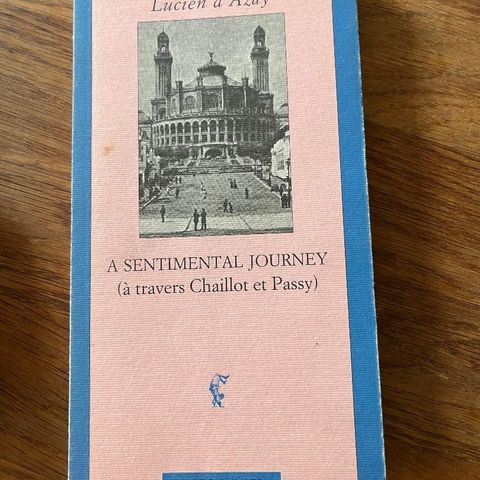 Lucien d'Azay
A SENTIMENTAL JOURNEY
(à travers Chaillot et Passy)